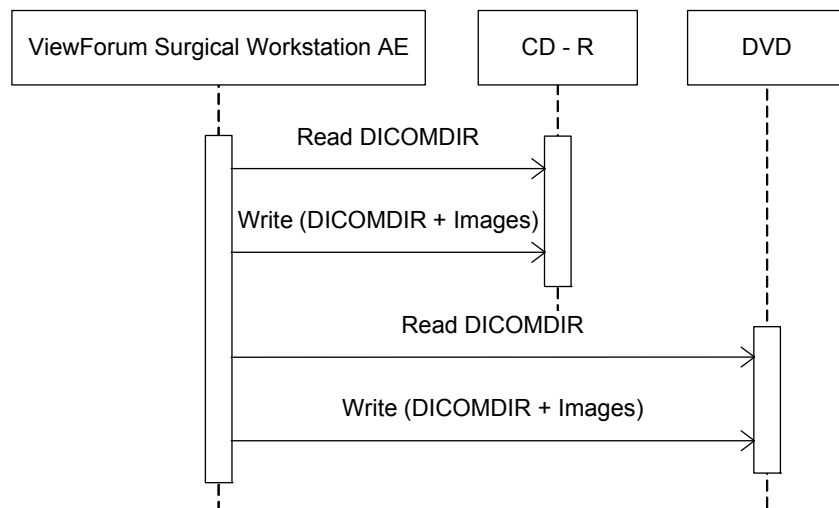 ViewForum Surgical Workstation AE
CD - R
DVD
Read DICOMDIR
Write (DICOMDIR + Images)
Read DICOMDIR
Write (DICOMDIR + Images)